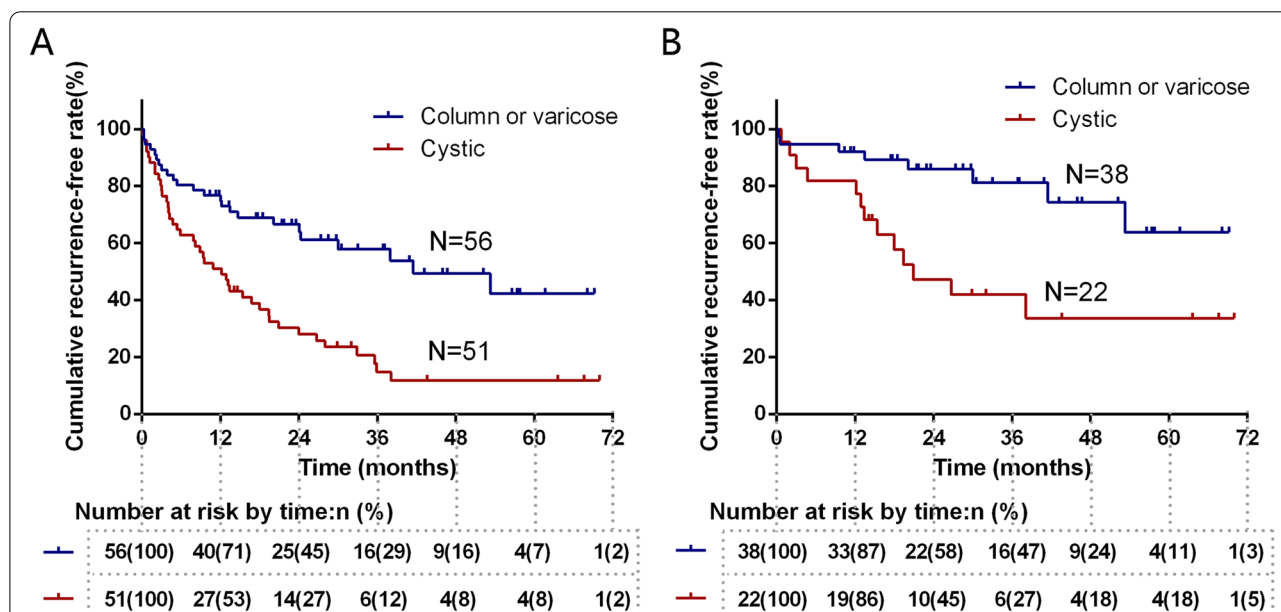 A
Cumulative recurrence-free rate(%)
Column or varicose
Cystic
100
80
60
40
20
0
N=56
N=51
0 12 24 36 48 60 72
Time (months)
Number at risk by time:n (%)
56(100) 40(71) 25(45) 16(29) 9(16) 4(7) 1(2)
51(100) 27(53) 14(27) 6(12) 4(8) 4(8) 1(2)
B
Cumulative recurrence-free rate(%)
Column or varicose
Cystic
100
80
60
40
20
0
N=38
N=22
0 12 24 36 48 60 72
Time (months)
Number at risk by time:n (%)
38(100) 33(87) 22(58) 16(47) 9(24) 4(11) 1(3)
22(100) 19(86) 10(45) 6(27) 4(18) 4(18) 1(5)